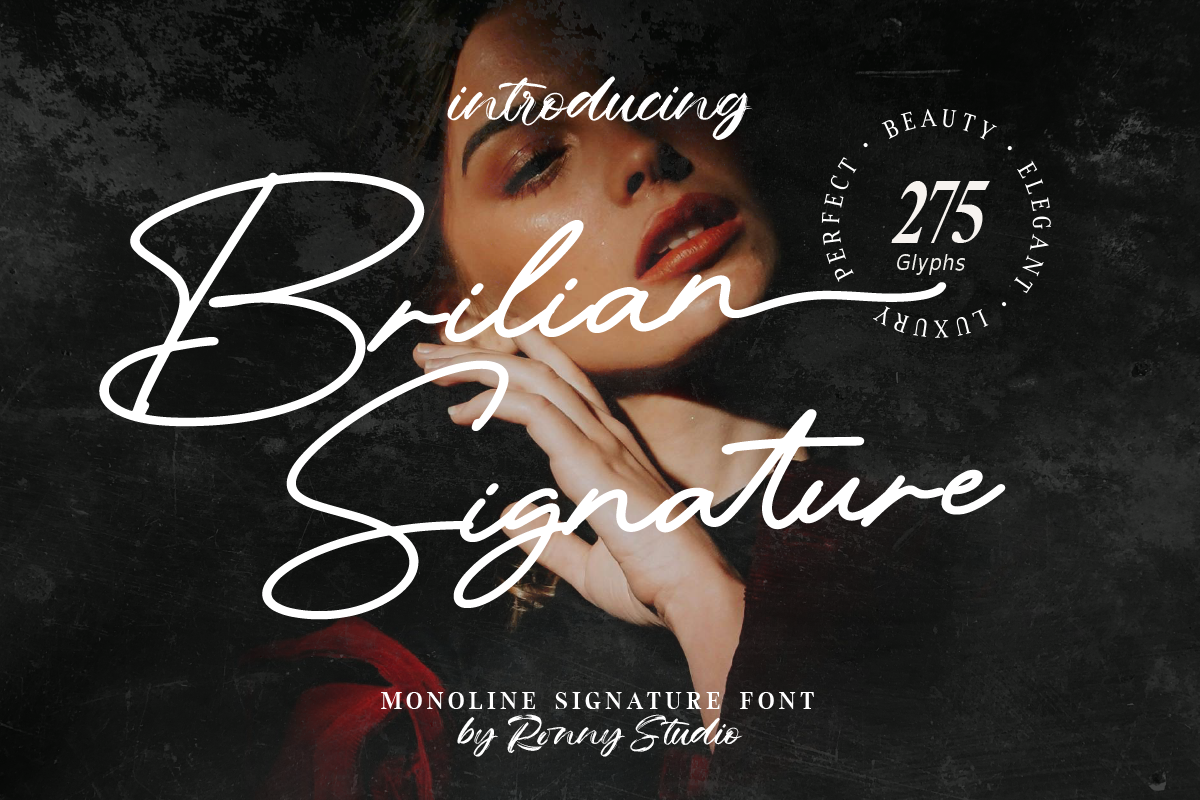 introducing
PERFECT • BEAUTY • ELEGANT • LUXURY
275
Glyphs
Brilian
Signature
MONOLINE SIGNATURE FONT
by Ronny Studio